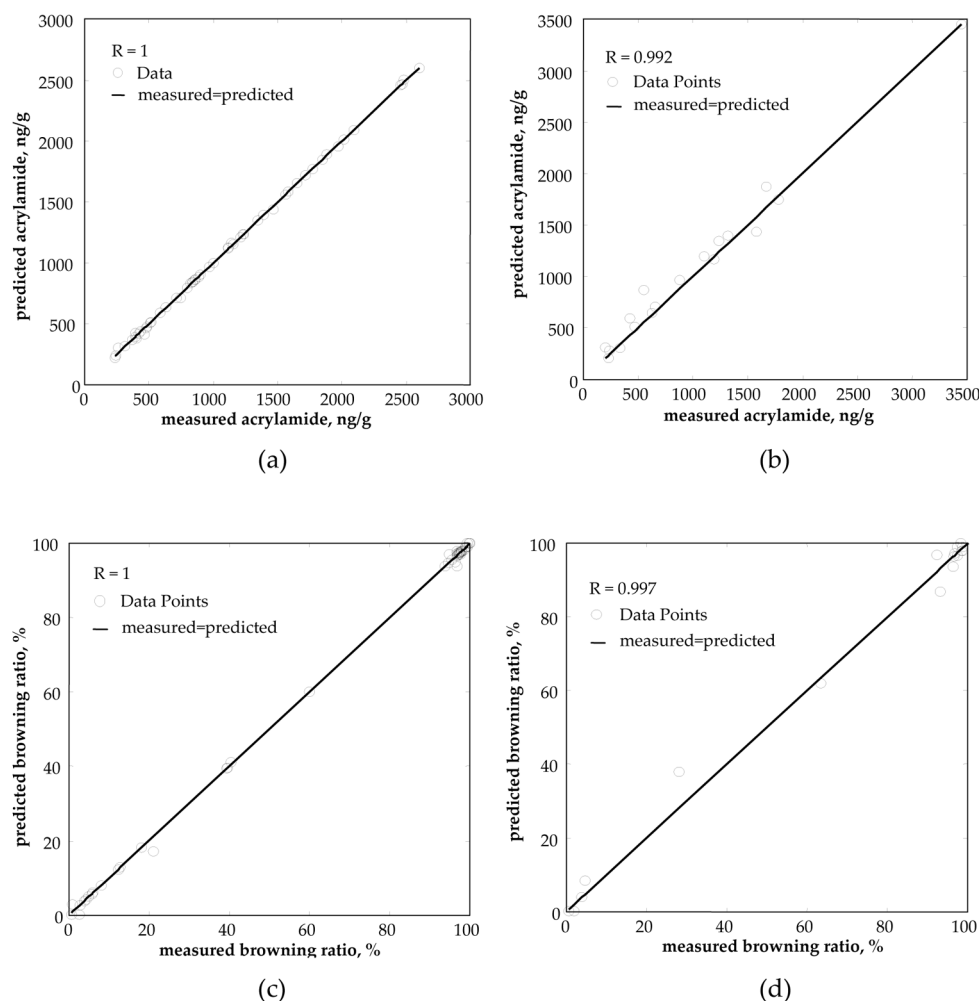 3000
R = 1
Data
measured=predicted
2500
2000
1500
1000
500
0
predicted acrylamide, ng/g
0 500 1000 1500 2000 2500 3000
measured acrylamide, ng/g
(a)
3500
R = 0.992
Data Points
measured=predicted
3000
2500
2000
1500
1000
500
0
predicted acrylamide, ng/g
0 500 1000 1500 2000 2500 3000 3500
measured acrylamide, ng/g
(b)
100
R = 1
Data Points
measured=predicted
80
60
40
20
0
predicted browning ratio, %
0 20 40 60 80 100
measured browning ratio, %
(c)
100
R = 0.997
Data Points
measured=predicted
80
60
40
20
0
predicted browning ratio, %
0 20 40 60 80 100
measured browning ratio, %
(d)